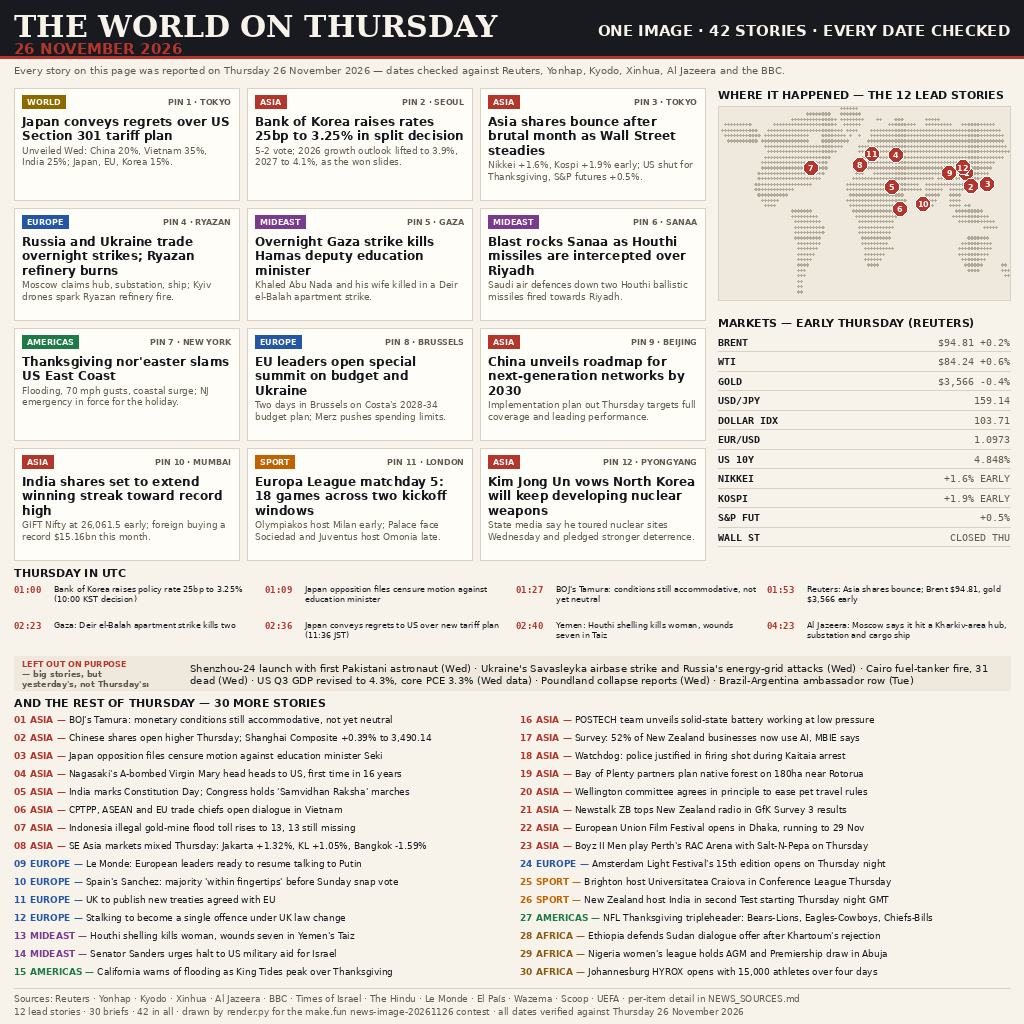 THE WORLD ON THURSDAY
26 NOVEMBER 2026
ONE IMAGE · 42 STORIES · EVERY DATE CHECKED
Every story on this page was reported on Thursday 26 November 2026 — dates checked against Reuters, Yonhap, Kyodo, Xinhua, Al Jazeera and the BBC.
WORLD
PIN 1 · TOKYO
Japan conveys regrets over US
Section 301 tariff plan
Unveiled Wed: China 20%, Vietnam 35%,
India 25%; Japan, EU, Korea 15%.
ASIA
PIN 2 · SEOUL
Bank of Korea raises rates
25bp to 3.25% in split decision
5-2 vote; 2026 growth outlook lifted to 3.9%,
2027 to 4.1%, as the won slides.
ASIA
PIN 3 · TOKYO
Asia shares bounce after
brutal month as Wall Street
steadies
Nikkei +1.6%, Kospi +1.9% early; US shut for
Thanksgiving, S&P futures +0.5%.
EUROPE
PIN 4 · RYAZAN
Russia and Ukraine trade
overnight strikes; Ryazan
refinery burns
Moscow claims hub, substation, ship; Kyiv
drones spark Ryazan refinery fire.
MIDEAST
PIN 5 · GAZA
Overnight Gaza strike kills
Hamas deputy education
minister
Khaled Abu Nada and his wife killed in a Deir
el-Balah apartment strike.
MIDEAST
PIN 6 · SANAA
Blast rocks Sanaa as Houthi
missiles are intercepted over
Riyadh
Saudi air defences down two Houthi ballistic
missiles fired towards Riyadh.
AMERICAS
PIN 7 · NEW YORK
Thanksgiving nor'easter slams
US East Coast
Flooding, 70 mph gusts, coastal surge; NJ
emergency in force for the holiday.
EUROPE
PIN 8 · BRUSSELS
EU leaders open special
summit on budget and
Ukraine
Two days in Brussels on Costa's 2028-34
budget plan; Merz pushes spending limits.
ASIA
PIN 9 · BEIJING
China unveils roadmap for
next-generation networks by
2030
Implementation plan out Thursday targets full
coverage and leading performance.
ASIA
PIN 10 · MUMBAI
India shares set to extend
winning streak toward record
high
GIFT Nifty at 26,061.5 early; foreign buying a
record $15.16bn this month.
SPORT
PIN 11 · LONDON
Europa League matchday 5:
18 games across two kickoff
windows
Olympiakos host Milan early; Palace face
Sociedad and Juventus host Omonia late.
ASIA
PIN 12 · PYONGYANG
Kim Jong Un vows North Korea
will keep developing nuclear
weapons
State media say he toured nuclear sites
Wednesday and pledged stronger deterrence.
WHERE IT HAPPENED — THE 12 LEAD STORIES
7
11
4
8
5
6
10
9
12
2
3
MARKETS — EARLY THURSDAY (REUTERS)
BRENT $94.81 +0.2%
WTI $84.24 +0.6%
GOLD $3,566 -0.4%
USD/JPY 159.14
DOLLAR IDX 103.71
EUR/USD 1.0973
US 10Y 4.848%
NIKKEI +1.6% EARLY
KOSPI +1.9% EARLY
S&P FUT +0.5%
WALL ST CLOSED THU
THURSDAY IN UTC
01:00 Bank of Korea raises policy rate 25bp to 3.25%
(10:00 KST decision)
01:09 Japan opposition files censure motion against
education minister
01:27 BOJ's Tamura: conditions still accommodative, not
yet neutral
01:53 Reuters: Asia shares bounce; Brent $94.81, gold
$3,566 early
02:23 Gaza: Deir el-Balah apartment strike kills two
02:36 Japan conveys regrets to US over new tariff plan
(11:36 JST)
02:40 Yemen: Houthi shelling kills woman, wounds
seven in Taiz
04:23 Al Jazeera: Moscow says it hit a Kharkiv-area hub,
substation and cargo ship
LEFT OUT ON PURPOSE
— big stories, but
yesterday's, not Thursday's
Shenzhou-24 launch with first Pakistani astronaut (Wed) · Ukraine's Savasleyka airbase strike and Russia's energy-grid attacks (Wed) · Cairo fuel-tanker fire, 31
dead (Wed) · US Q3 GDP revised to 4.3%, core PCE 3.3% (Wed data) · Poundland collapse reports (Wed) · Brazil-Argentina ambassador row (Tue)
AND THE REST OF THURSDAY — 30 MORE STORIES
01 ASIA — BOJ's Tamura: monetary conditions still accommodative, not yet neutral
02 ASIA — Chinese shares open higher Thursday; Shanghai Composite +0.39% to 3,490.14
03 ASIA — Japan opposition files censure motion against education minister Seki
04 ASIA — Nagasaki's A-bombed Virgin Mary head heads to US, first time in 16 years
05 ASIA — India marks Constitution Day; Congress holds 'Samvidhan Raksha' marches
06 ASIA — CPTPP, ASEAN and EU trade chiefs open dialogue in Vietnam
07 ASIA — Indonesia illegal gold-mine flood toll rises to 13, 13 still missing
08 ASIA — SE Asia markets mixed Thursday: Jakarta +1.32%, KL +1.05%, Bangkok -1.59%
09 EUROPE — Le Monde: European leaders ready to resume talking to Putin
10 EUROPE — Spain's Sanchez: majority 'within fingertips' before Sunday snap vote
11 EUROPE — UK to publish new treaties agreed with EU
12 EUROPE — Stalking to become a single offence under UK law change
13 MIDEAST — Houthi shelling kills woman, wounds seven in Yemen's Taiz
14 MIDEAST — Senator Sanders urges halt to US military aid for Israel
15 AMERICAS — California warns of flooding as King Tides peak over Thanksgiving
16 ASIA — POSTECH team unveils solid-state battery working at low pressure
17 ASIA — Survey: 52% of New Zealand businesses now use AI, MBIE says
18 ASIA — Watchdog: police justified in firing shot during Kaitaia arrest
19 ASIA — Bay of Plenty partners plan native forest on 180ha near Rotorua
20 ASIA — Wellington committee agrees in principle to ease pet travel rules
21 ASIA — Newstalk ZB tops New Zealand radio in GfK Survey 3 results
22 ASIA — European Union Film Festival opens in Dhaka, running to 29 Nov
23 ASIA — Boyz II Men play Perth's RAC Arena with Salt-N-Pepa on Thursday
24 EUROPE — Amsterdam Light Festival's 15th edition opens on Thursday night
25 SPORT — Brighton host Universitatea Craiova in Conference League Thursday
26 SPORT — New Zealand host India in second Test starting Thursday night GMT
27 AMERICAS — NFL Thanksgiving tripleheader: Bears-Lions, Eagles-Cowboys, Chiefs-Bills
28 AFRICA — Ethiopia defends Sudan dialogue offer after Khartoum's rejection
29 AFRICA — Nigeria women's league holds AGM and Premiership draw in Abuja
30 AFRICA — Johannesburg HYROX opens with 15,000 athletes over four days
Sources: Reuters · Yonhap · Kyodo · Xinhua · Al Jazeera · BBC · Times of Israel · The Hindu · Le Monde · El País · Wazema · Scoop · UEFA · per-item detail in NEWS_SOURCES.md
12 lead stories · 30 briefs · 42 in all · drawn by render.py for the make.fun news-image-20261126 contest · all dates verified against Thursday 26 November 2026